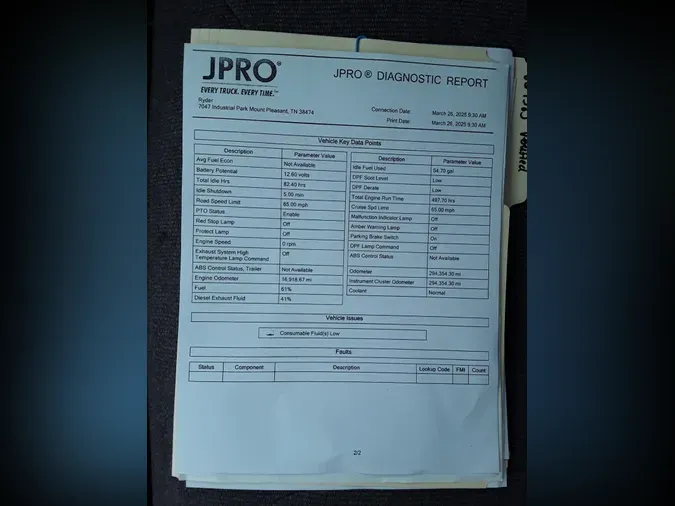 JPRO®
EVERY TRUCK. EVERY TIME.™
JPRO® DIAGNOSTIC REPORT
Ryder
7047 Industrial Park Mount Pleasant, TN 38474
Connection Date: March 26, 2025 9:30 AM
Print Date: March 26, 2025 9:30 AM
Vehicle Key Data Points
Description Parameter Value
Avg Fuel Econ Not Available
Battery Potential 12.60 volts
Total Idle Hrs 82.40 hrs
Idle Shutdown 5.00 min
Road Speed Limit 65.00 mph
PTO Status Enable
Red Stop Lamp Off
Protect Lamp Off
Engine Speed 0 rpm
Exhaust System High Off
Temperature Lamp Command
ABS Control Status, Trailer Not Available
Engine Odometer 16,918.67 mi
Fuel 61%
Diesel Exhaust Fluid 41%
Description Parameter Value
Idle Fuel Used 54.70 gal
DPF Soot Level Low
DPF Derate Low
Total Engine Run Time 487.70 hrs
Cruise Spd Limit 65.00 mph
Malfunction Indicator Lamp Off
Amber Warning Lamp Off
Parking Brake Switch On
DPF Lamp Command Off
ABS Control Status Not Available
Odometer 294,354.30 mi
Instrument Cluster Odometer 294,354.30 mi
Coolant Normal
Vehicle Issues
Consumable Fluid(s) Low
Faults
Status Component Description Lookup Code FMI Count
2/2